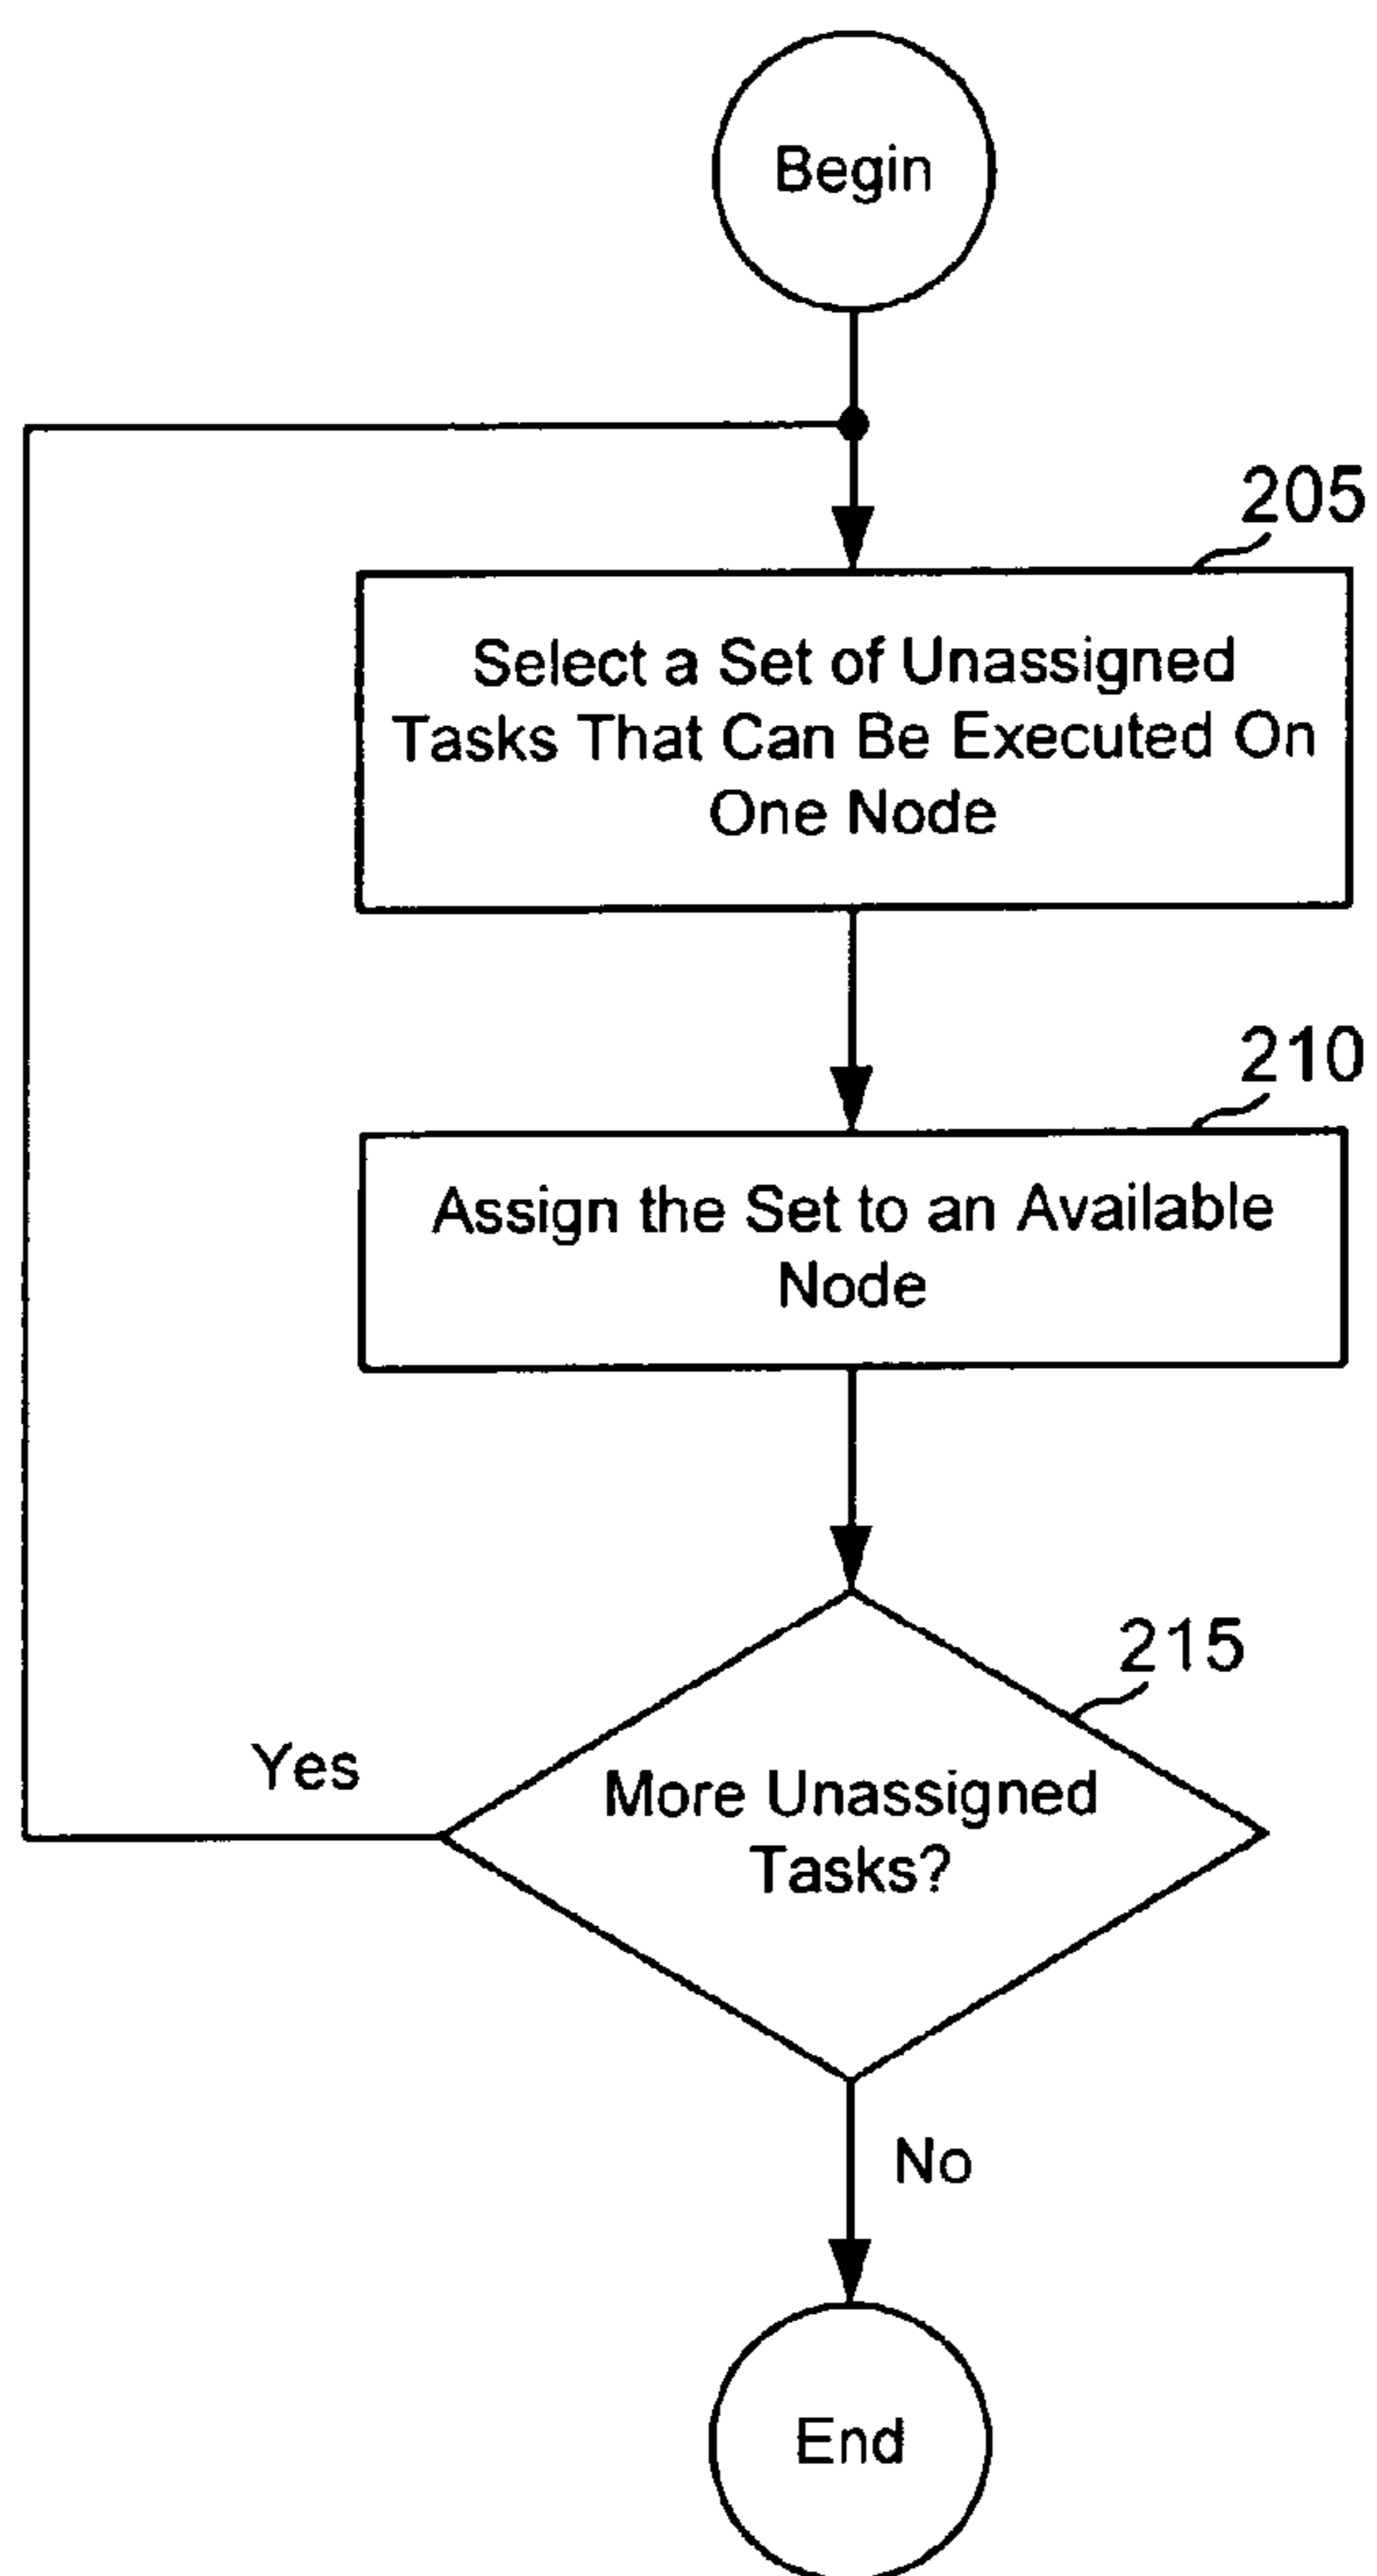 Begin
205
Select a Set of Unassigned
Tasks That Can Be Executed On
One Node
210
Assign the Set to an Available
Node
215
Yes
More Unassigned
Tasks?
No
End